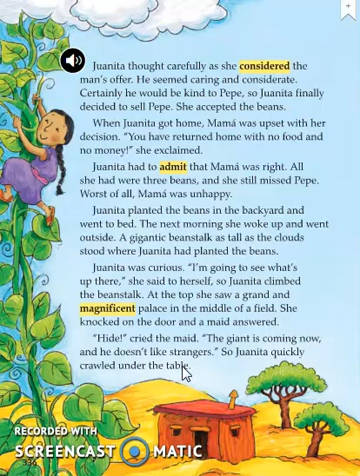 Juanita thought carefully as she considered the
man's offer. He seemed caring and considerate.
Certainly he would be kind to Pepe, so Juanita finally
decided to sell Pepe. She accepted the beans.
When Juanita got home, Mamá was upset with her
decision. "You have returned home with no food and
no money!" she exclaimed.
Juanita had to admit that Mamá was right. All
she had were three beans, and she still missed Pepe.
Worst of all, Mamá was unhappy.
Juanita planted the beans in the backyard and
went to bed. The next morning she woke up and went
outside. A gigantic beanstalk as tall as the clouds
stood where Juanita had planted the beans.
Juanita was curious. "I'm going to see what's
up there," she said to herself, so Juanita climbed
the beanstalk. At the top she saw a grand and
magnificent palace in the middle of a field. She
knocked on the door and a maid answered.
"Hide!" cried the maid. "The giant is coming now,
and he doesn't like strangers." So Juanita quickly
crawled under the table.
RECORDED WITH
SCREENCAST MATIC